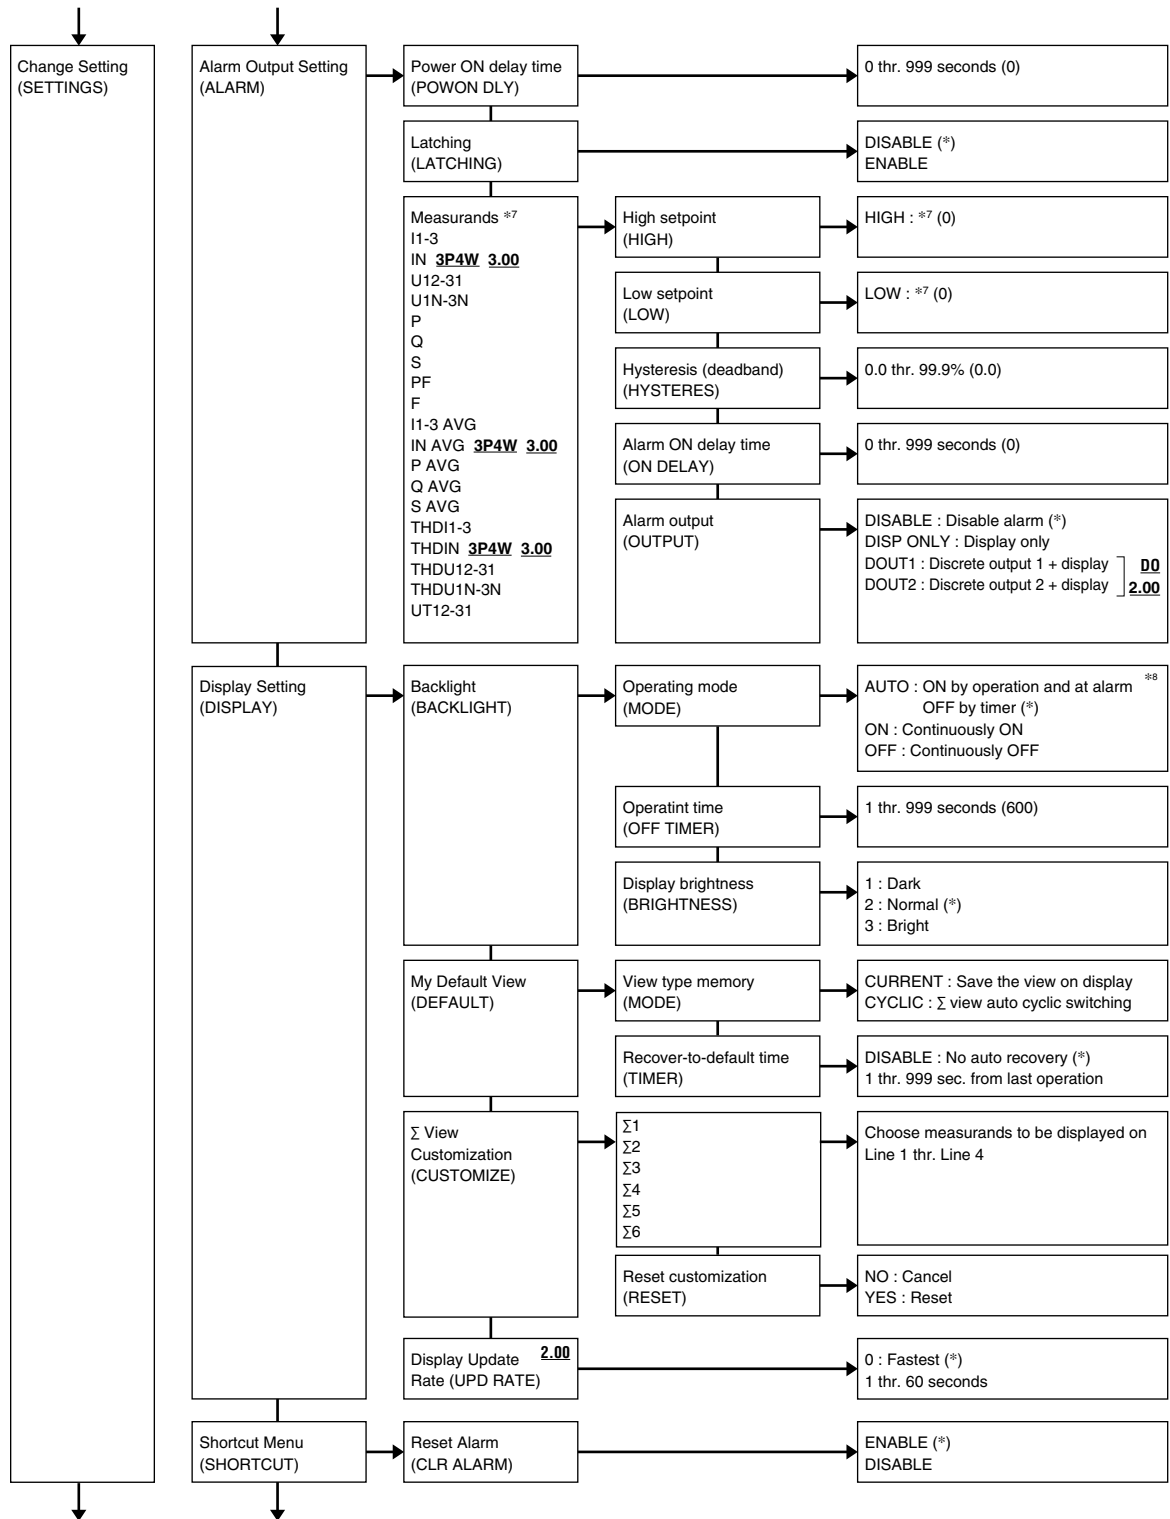 Change Setting
(SETTINGS)
Alarm Output Setting
(ALARM)
Power ON delay time
(POWON DLY)
0 thr. 999 seconds (0)
Latching
(LATCHING)
DISABLE (*)
ENABLE
Measurands *7
I1-3
IN 3P4W 3.00
U12-31
U1N-3N
P
Q
S
PF
F
I1-3 AVG
IN AVG 3P4W 3.00
P AVG
Q AVG
S AVG
THDI1-3
THDIN 3P4W 3.00
THDU12-31
THDU1N-3N
UT12-31
High setpoint
(HIGH)
HIGH : *7 (0)
Low setpoint
(LOW)
LOW : *7 (0)
Hysteresis (deadband)
(HYSTERES)
0.0 thr. 99.9% (0.0)
Alarm ON delay time
(ON DELAY)
0 thr. 999 seconds (0)
Alarm output
(OUTPUT)
DISABLE : Disable alarm (*)
DISP ONLY : Display only
DOUT1 : Discrete output 1 + display DO
DOUT2 : Discrete output 2 + display 2.00
Display Setting
(DISPLAY)
Backlight
(BACKLIGHT)
Operating mode
(MODE)
AUTO : ON by operation and at alarm *8
OFF by timer (*)
ON : Continuously ON
OFF : Continuously OFF
Operatint time
(OFF TIMER)
1 thr. 999 seconds (600)
Display brightness
(BRIGHTNESS)
1 : Dark
2 : Normal (*)
3 : Bright
My Default View
(DEFAULT)
View type memory
(MODE)
CURRENT : Save the view on display
CYCLIC : Σ view auto cyclic switching
Recover-to-default time
(TIMER)
DISABLE : No auto recovery (*)
1 thr. 999 sec. from last operation
Σ View
Customization
(CUSTOMIZE)
Σ1
Σ2
Σ3
Σ4
Σ5
Σ6
Choose measurands to be displayed on
Line 1 thr. Line 4
Reset customization
(RESET)
NO : Cancel
YES : Reset
Display Update 2.00
Rate (UPD RATE)
0 : Fastest (*)
1 thr. 60 seconds
Shortcut Menu
(SHORTCUT)
Reset Alarm
(CLR ALARM)
ENABLE (*)
DISABLE